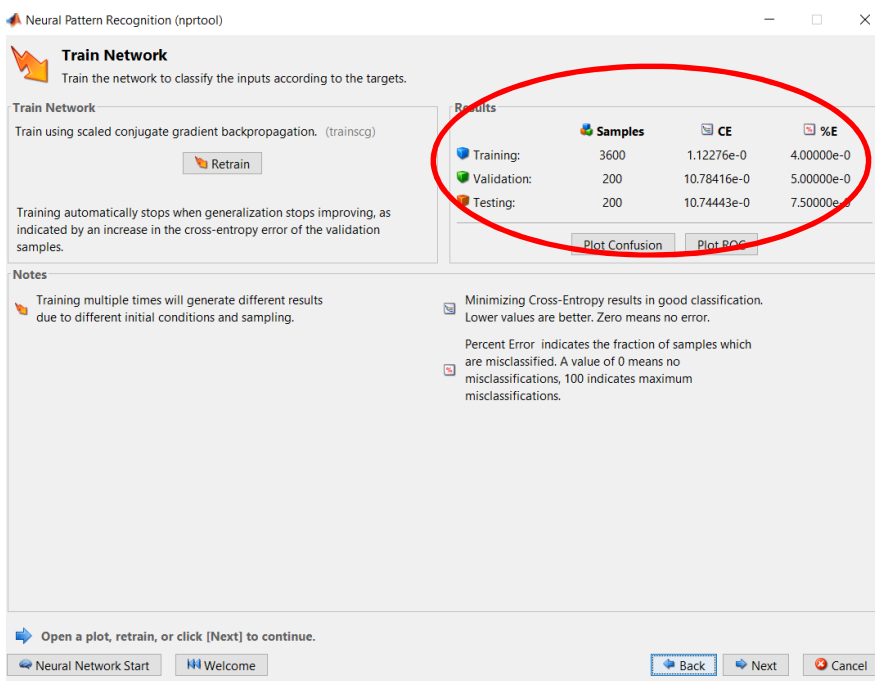 Neural Pattern Recognition (nprtool)
Train Network
Train the network to classify the inputs according to the targets.
Train Network
Train using scaled conjugate gradient backpropagation. (trainscg)
Retrain
Training automatically stops when generalization stops improving, as
indicated by an increase in the cross-entropy error of the validation
samples.
Results
Samples CE %E
Training: 3600 1.12276e-0 4.00000e-0
Validation: 200 10.78416e-0 5.00000e-0
Testing: 200 10.74443e-0 7.50000e-0
Plot Confusion Plot ROC
Notes
Training multiple times will generate different results
due to different initial conditions and sampling.
Minimizing Cross-Entropy results in good classification.
Lower values are better. Zero means no error.
Percent Error indicates the fraction of samples which
are misclassified. A value of 0 means no
misclassifications, 100 indicates maximum
misclassifications.
Open a plot, retrain, or click [Next] to continue.
Neural Network Start Welcome Back Next Cancel